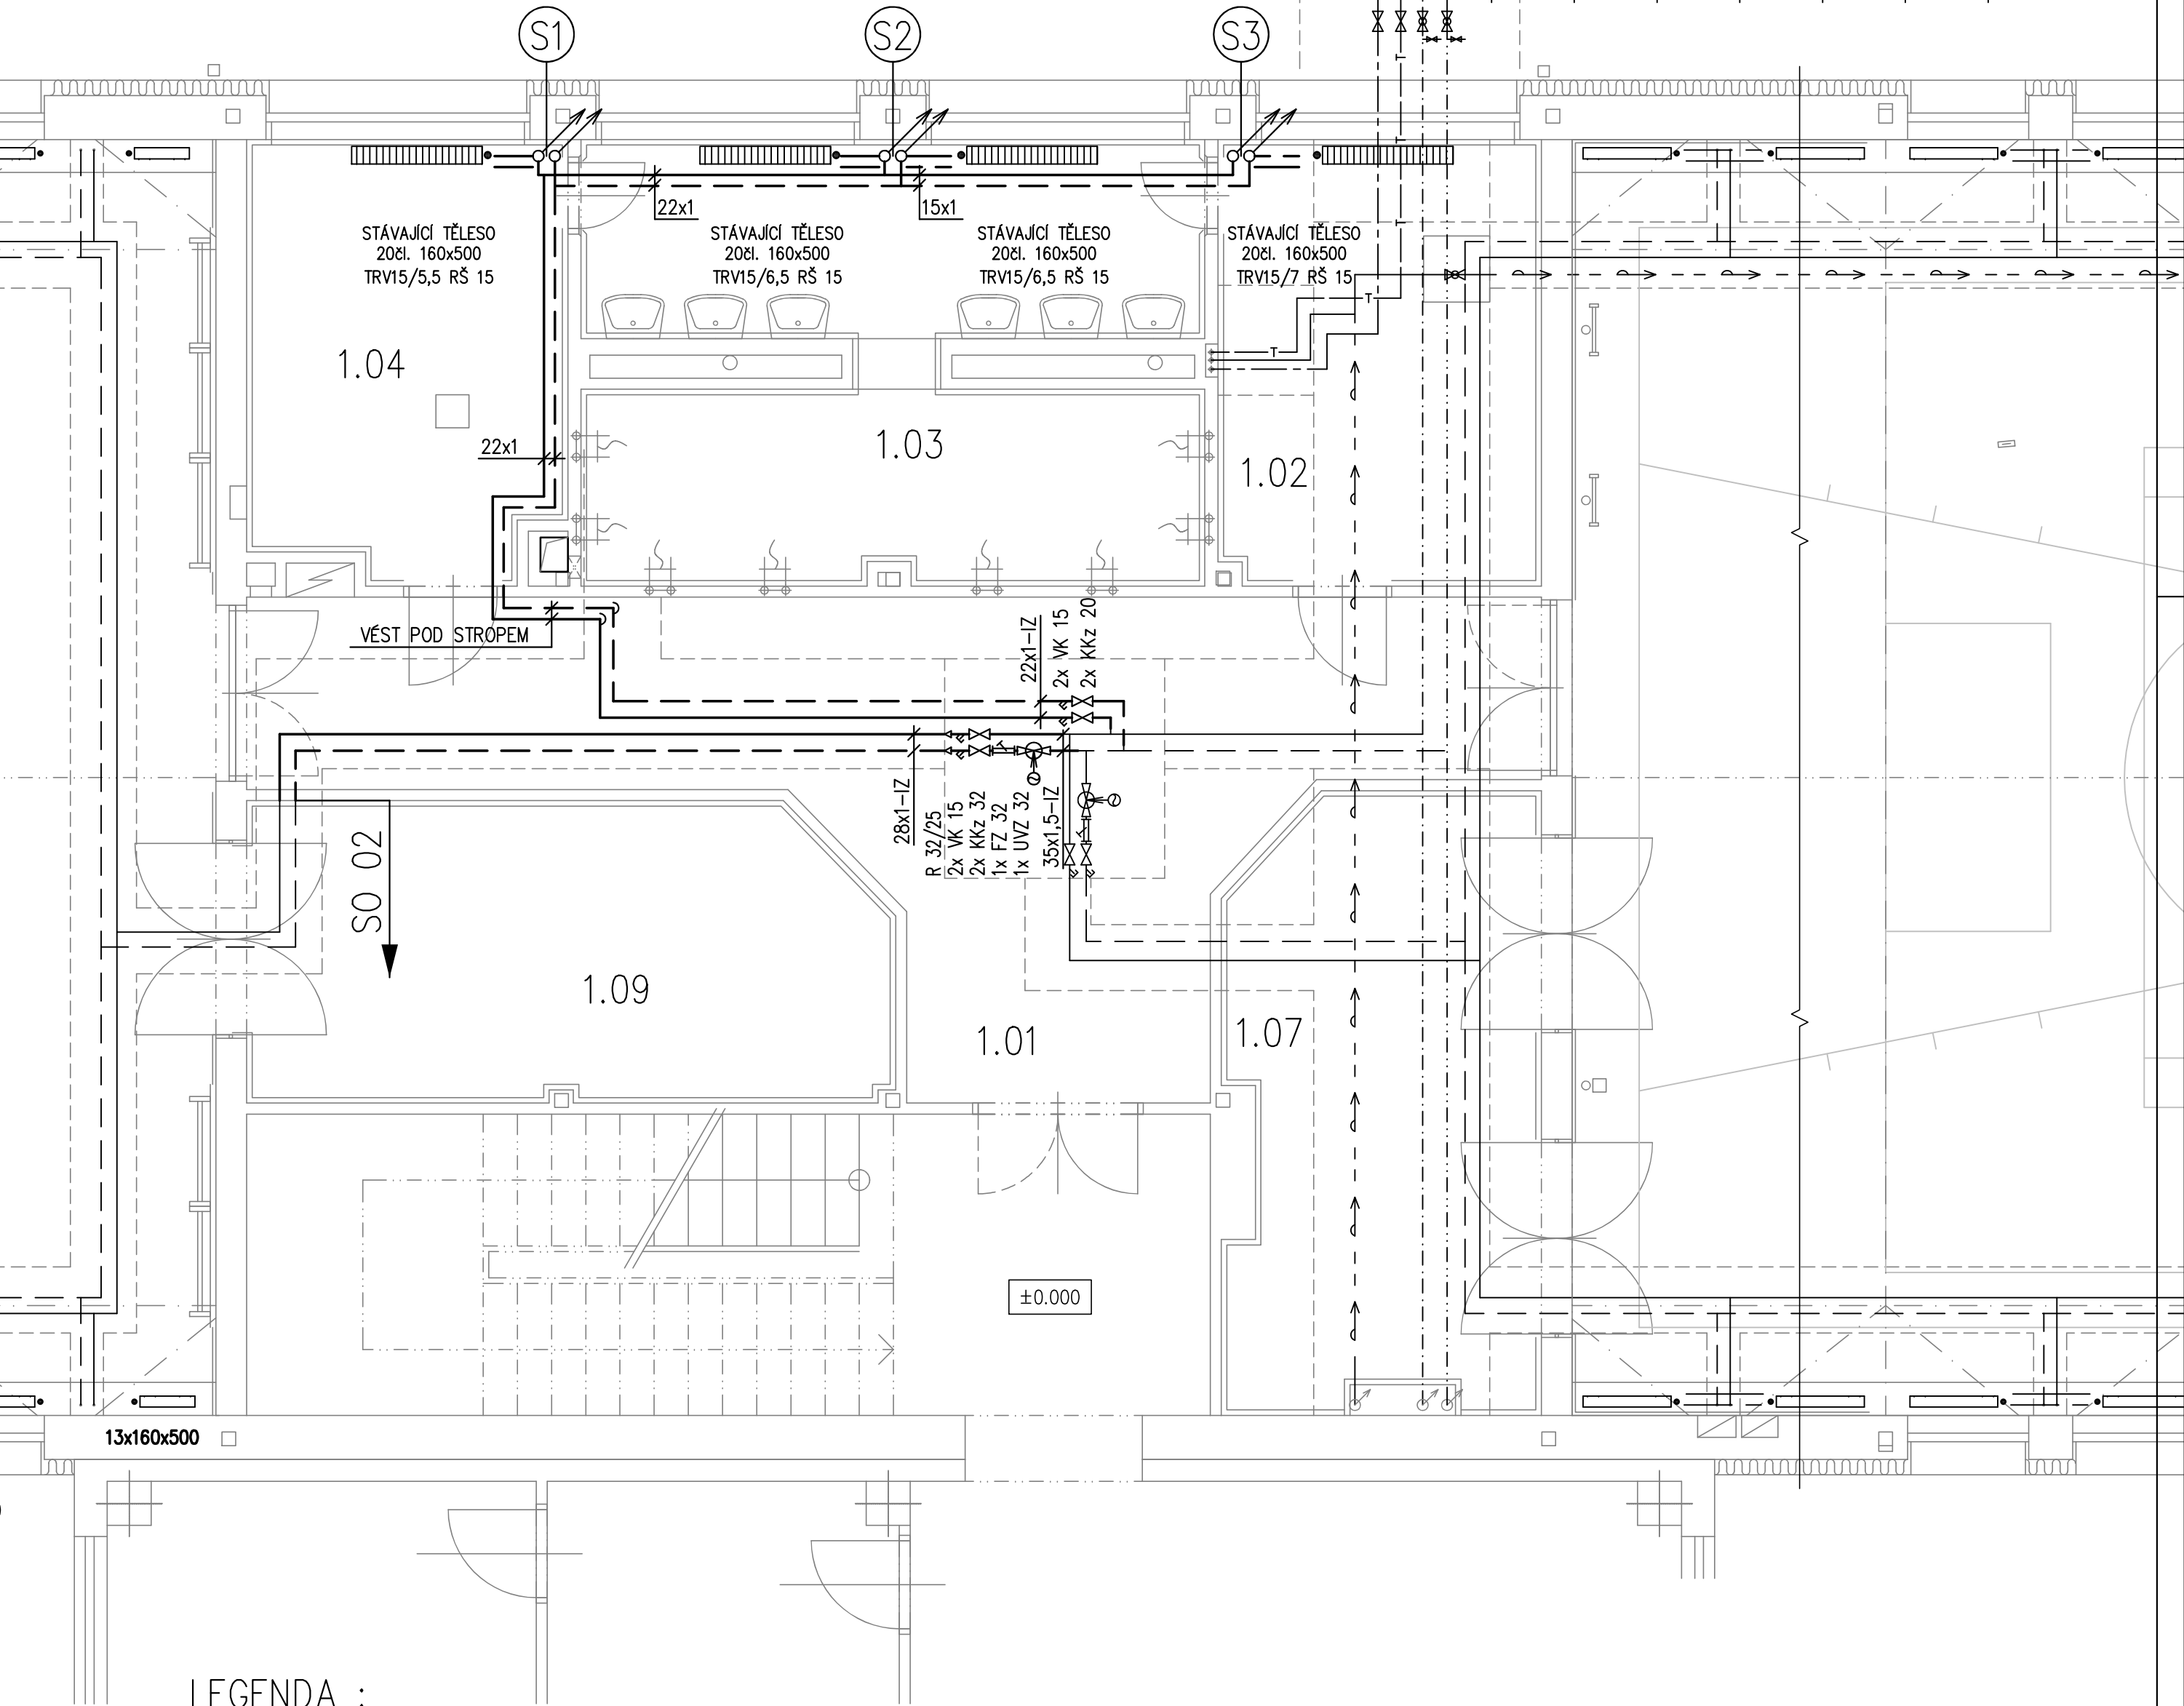 S1
S2
S3
22x1
15x1
STÁVAJÍCÍ TĚLESO
20čl. 160x500
TRV15/5,5 RŠ 15
STÁVAJÍCÍ TĚLESO
20čl. 160x500
TRV15/6,5 RŠ 15
STÁVAJÍCÍ TĚLESO
20čl. 160x500
TRV15/6,5 RŠ 15
STÁVAJÍCÍ TĚLESO
20čl. 160x500
TRV15/7 RŠ 15
T
T
T
T
T
1.04
1.03
1.02
22x1
VÉST POD STROPEM
22x1-IZ
2x VK 15
2x KKz 20
28x1-IZ
R 32/25
2x VK 15
2x KKz 32
1x FZ 32
1x UVZ 32
35x1,5-IZ
SO 02
1.09
1.01
1.07
±0.000
13x160x500
LEGENDA :